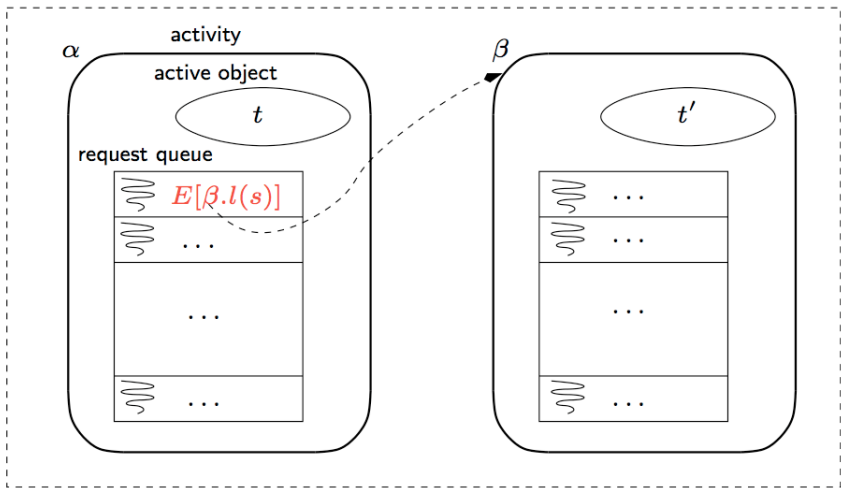 activity
α
β
active object
t
t′
request queue
E[β.l(s)]
...
...
...
...
...
...
...